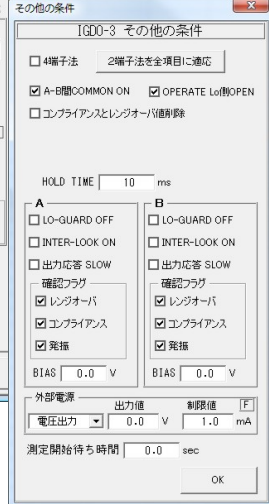 その他の条件
IGDO-3 その他の条件
4端子法 2端子法を全項目に適応
A-B間COMMON ON OPERATE Lo側OPEN
コンプライアンスとレンジオーバ値削除
HOLD TIME 10 ms
A
LO-GUARD OFF
INTER-LOOK ON
出力応答 SLOW
確認フラグ
レンジオーバ
コンプライアンス
発振
BIAS 0.0 V
B
LO-GUARD OFF
INTER-LOOK ON
出力応答 SLOW
確認フラグ
レンジオーバ
コンプライアンス
発振
BIAS 0.0 V
外部電源 出力値 制限値 F
電圧出力 0.0 V 1.0 mA
測定開始待ち時間 0.0 sec
OK